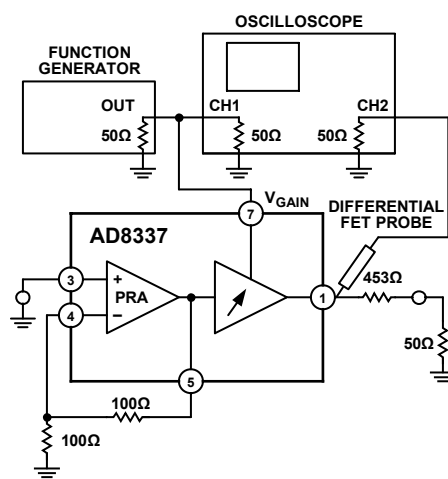 OSCILLOSCOPE
FUNCTION
GENERATOR
OUT
CH1
CH2
50Ω
50Ω
50Ω
VGAIN
DIFFERENTIAL
FET PROBE
7
AD8337
453Ω
3
+
PRA
1
4
–
50Ω
5
100Ω
100Ω